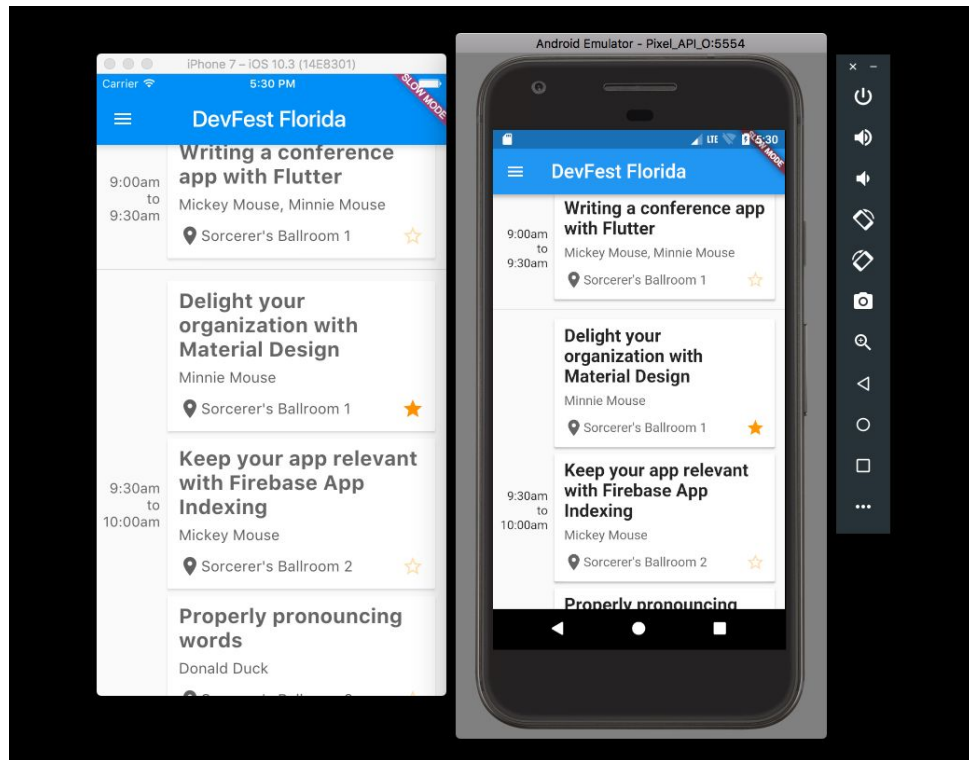 iPhone 7 – iOS 10.3 (14E8301)
Carrier
5:30 PM
SLOW MODE
DevFest Florida
9:00am
to
9:30am
Writing a conference
app with Flutter
Mickey Mouse, Minnie Mouse
Sorcerer's Ballroom 1
Delight your
organization with
Material Design
Minnie Mouse
Sorcerer's Ballroom 1
9:30am
to
10:00am
Keep your app relevant
with Firebase App
Indexing
Mickey Mouse
Sorcerer's Ballroom 2
Properly pronouncing
words
Donald Duck
Android Emulator - Pixel_API_O:5554
LTE
5:30
SLOW MODE
DevFest Florida
9:00am
to
9:30am
Writing a conference app
with Flutter
Mickey Mouse, Minnie Mouse
Sorcerer's Ballroom 1
Delight your
organization with
Material Design
Minnie Mouse
Sorcerer's Ballroom 1
9:30am
to
10:00am
Keep your app relevant
with Firebase App
Indexing
Mickey Mouse
Sorcerer's Ballroom 2
Properly pronouncing